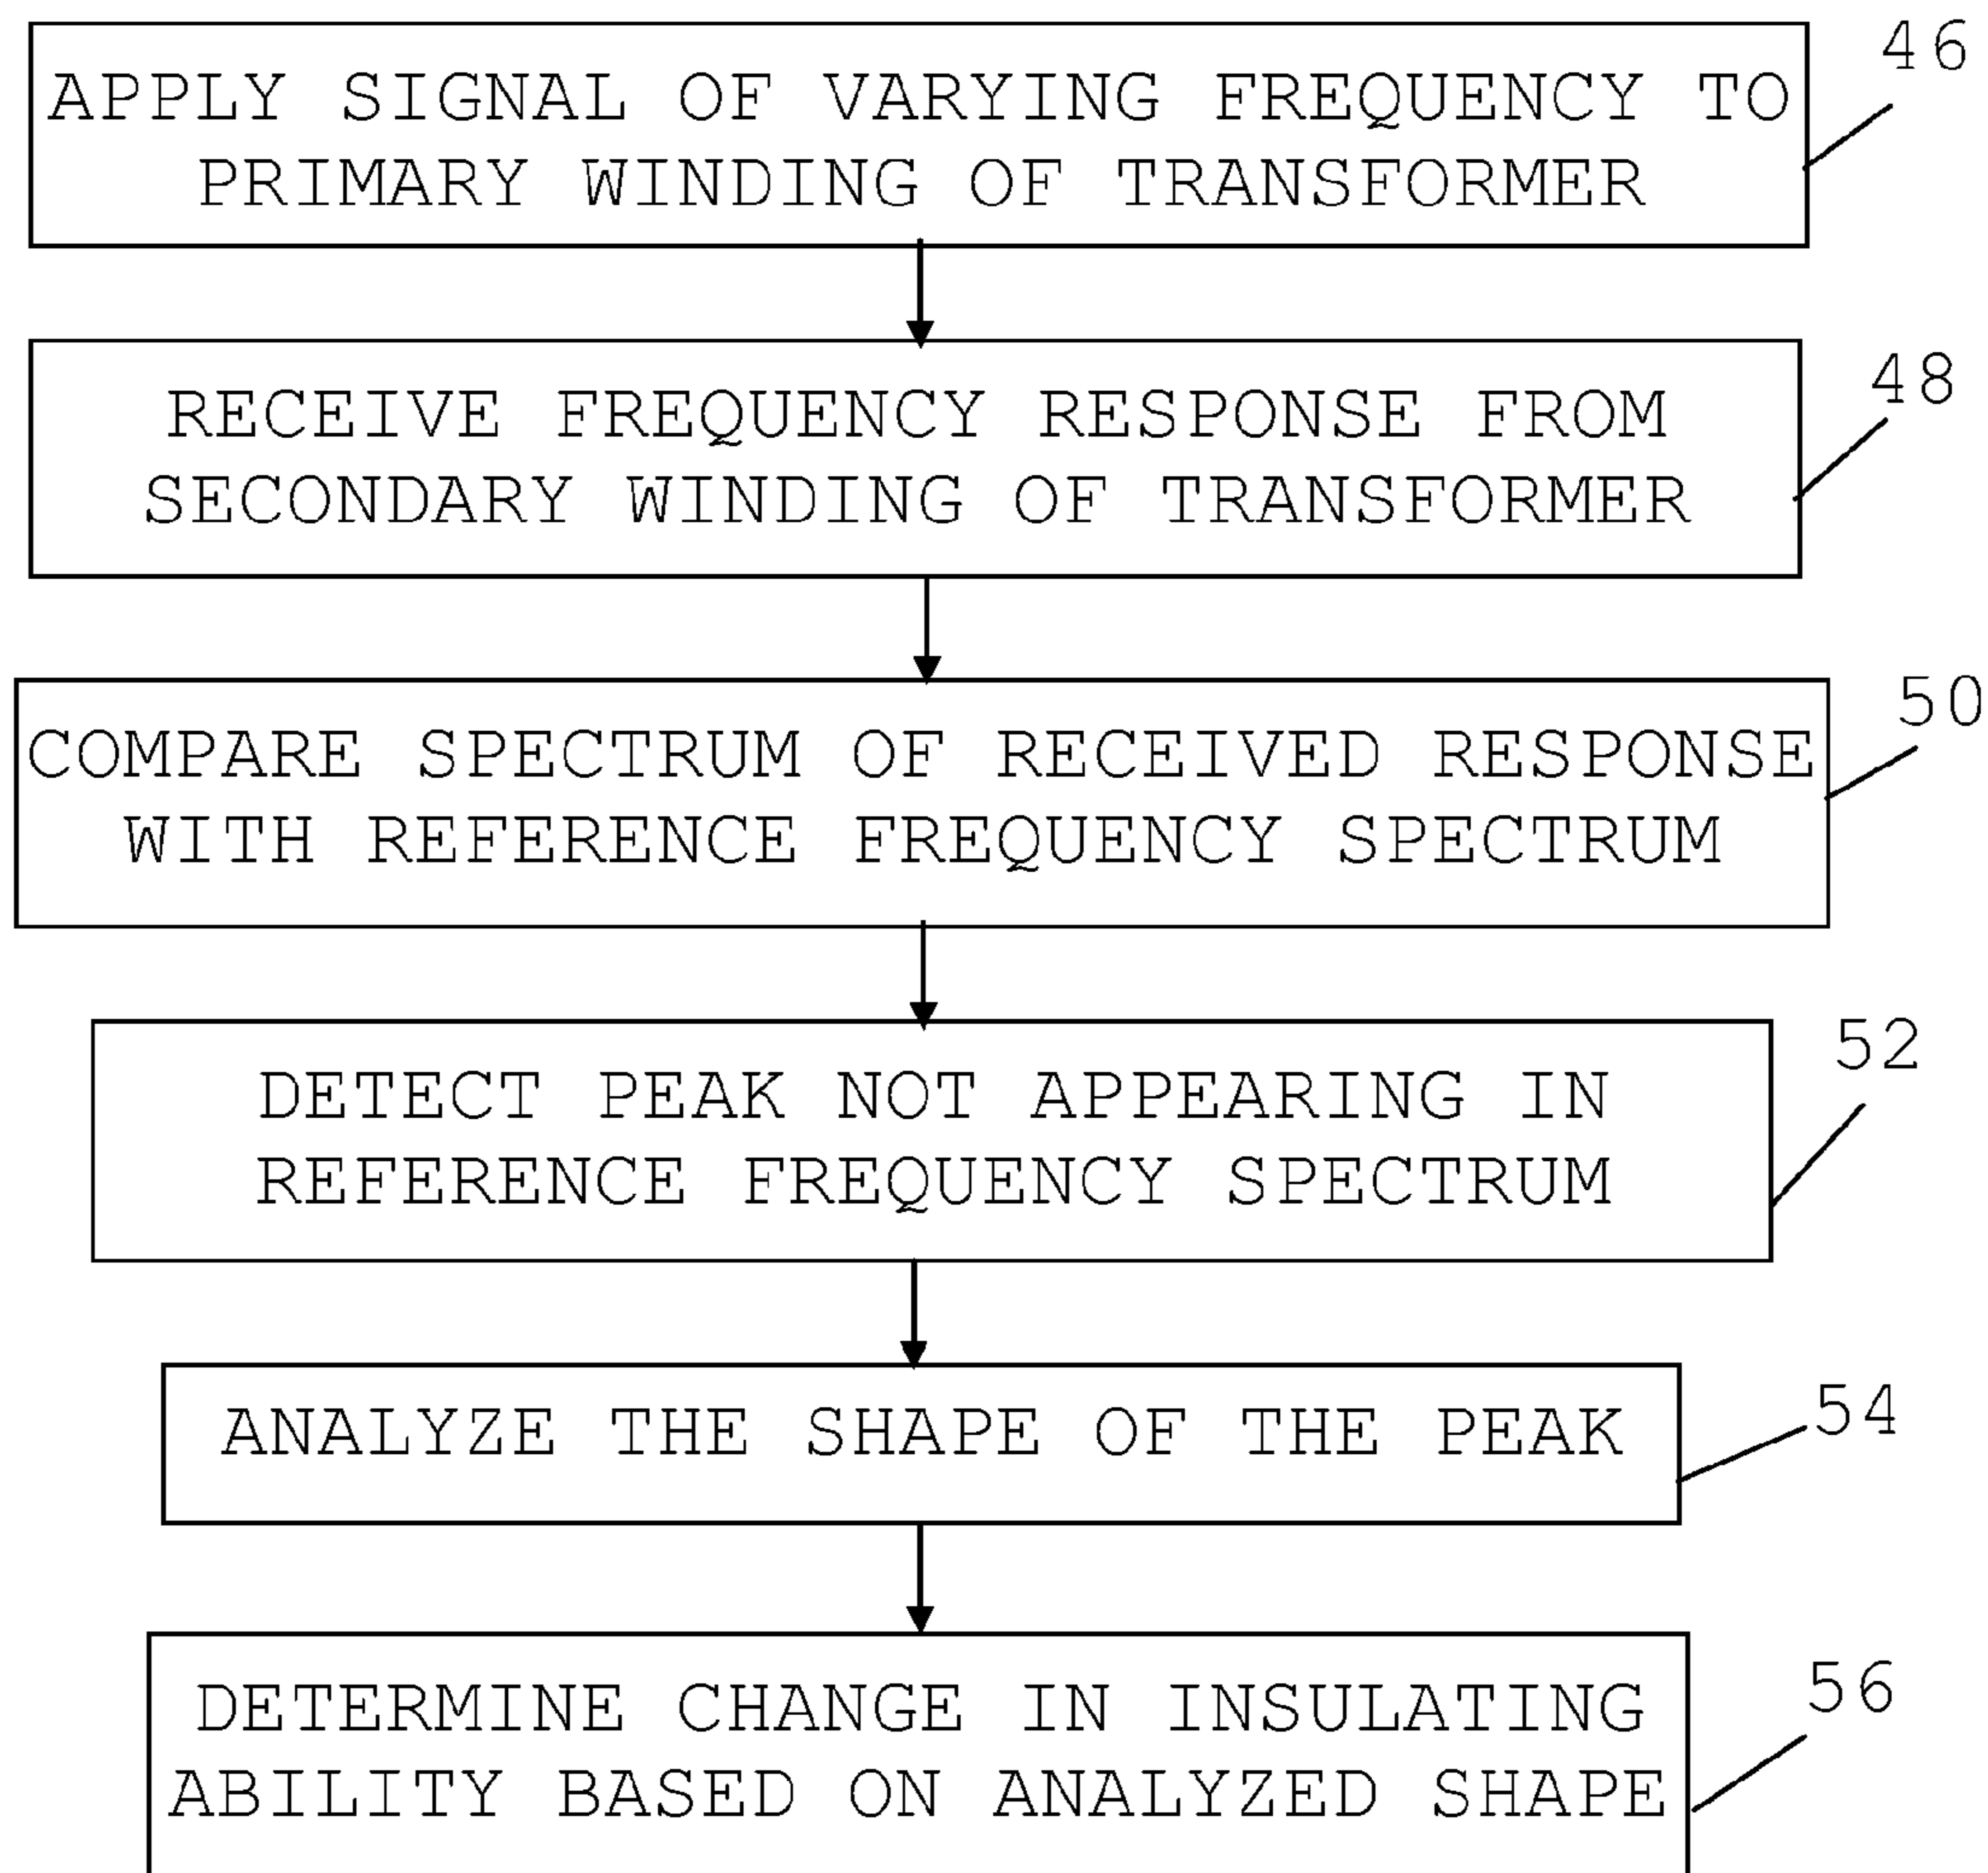 46
APPLY SIGNAL OF VARYING FREQUENCY TO
PRIMARY WINDING OF TRANSFORMER
48
RECEIVE FREQUENCY RESPONSE FROM
SECONDARY WINDING OF TRANSFORMER
50
COMPARE SPECTRUM OF RECEIVED RESPONSE
WITH REFERENCE FREQUENCY SPECTRUM
52
DETECT PEAK NOT APPEARING IN
REFERENCE FREQUENCY SPECTRUM
54
ANALYZE THE SHAPE OF THE PEAK
56
DETERMINE CHANGE IN INSULATING
ABILITY BASED ON ANALYZED SHAPE